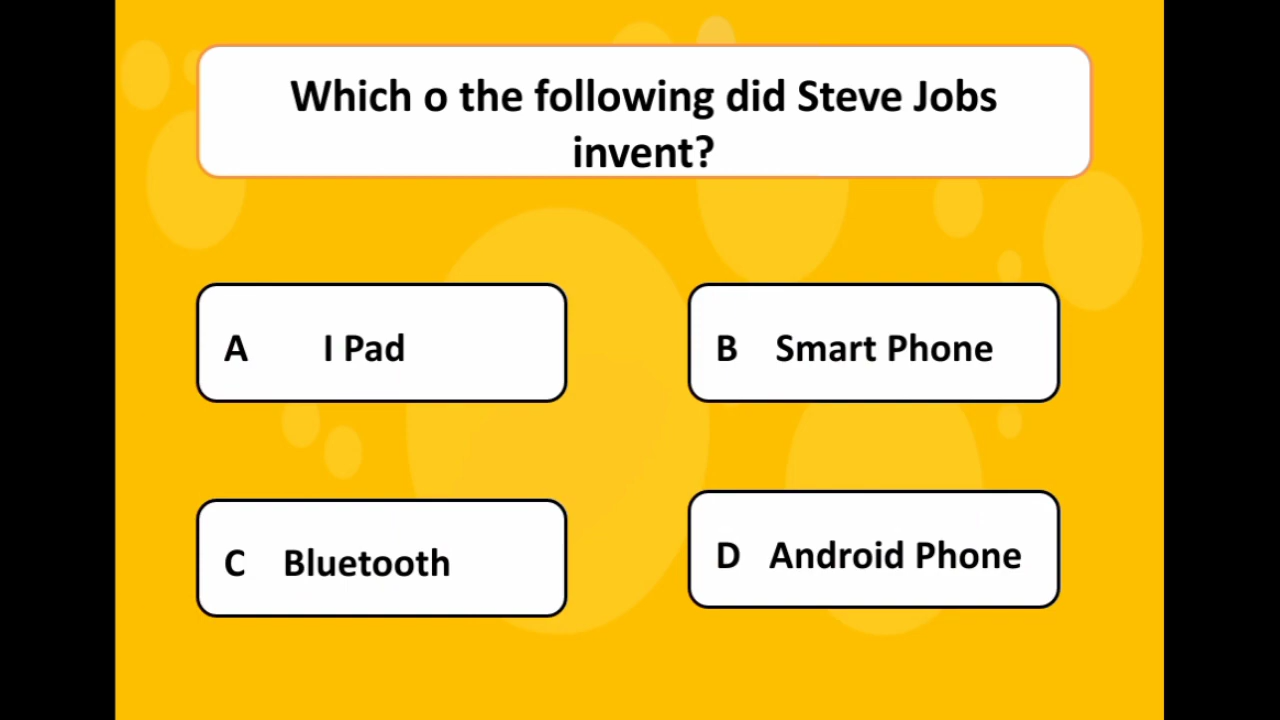 Which o the following did Steve Jobs
invent?
A I Pad
B Smart Phone
C Bluetooth
D Android Phone